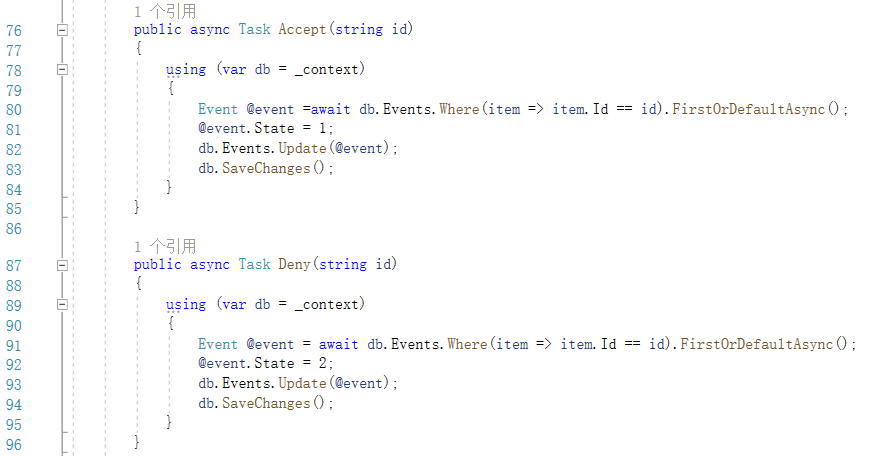 1 个引用
76 public async Task Accept(string id)
77 {
78 using (var db = _context)
79 {
80 Event @event =await db.Events.Where(item => item.Id == id).FirstOrDefaultAsync();
81 @event.State = 1;
82 db.Events.Update(@event);
83 db.SaveChanges();
84 }
85 }
86
1 个引用
87 public async Task Deny(string id)
88 {
89 using (var db = _context)
90 {
91 Event @event = await db.Events.Where(item => item.Id == id).FirstOrDefaultAsync();
92 @event.State = 2;
93 db.Events.Update(@event);
94 db.SaveChanges();
95 }
96 }